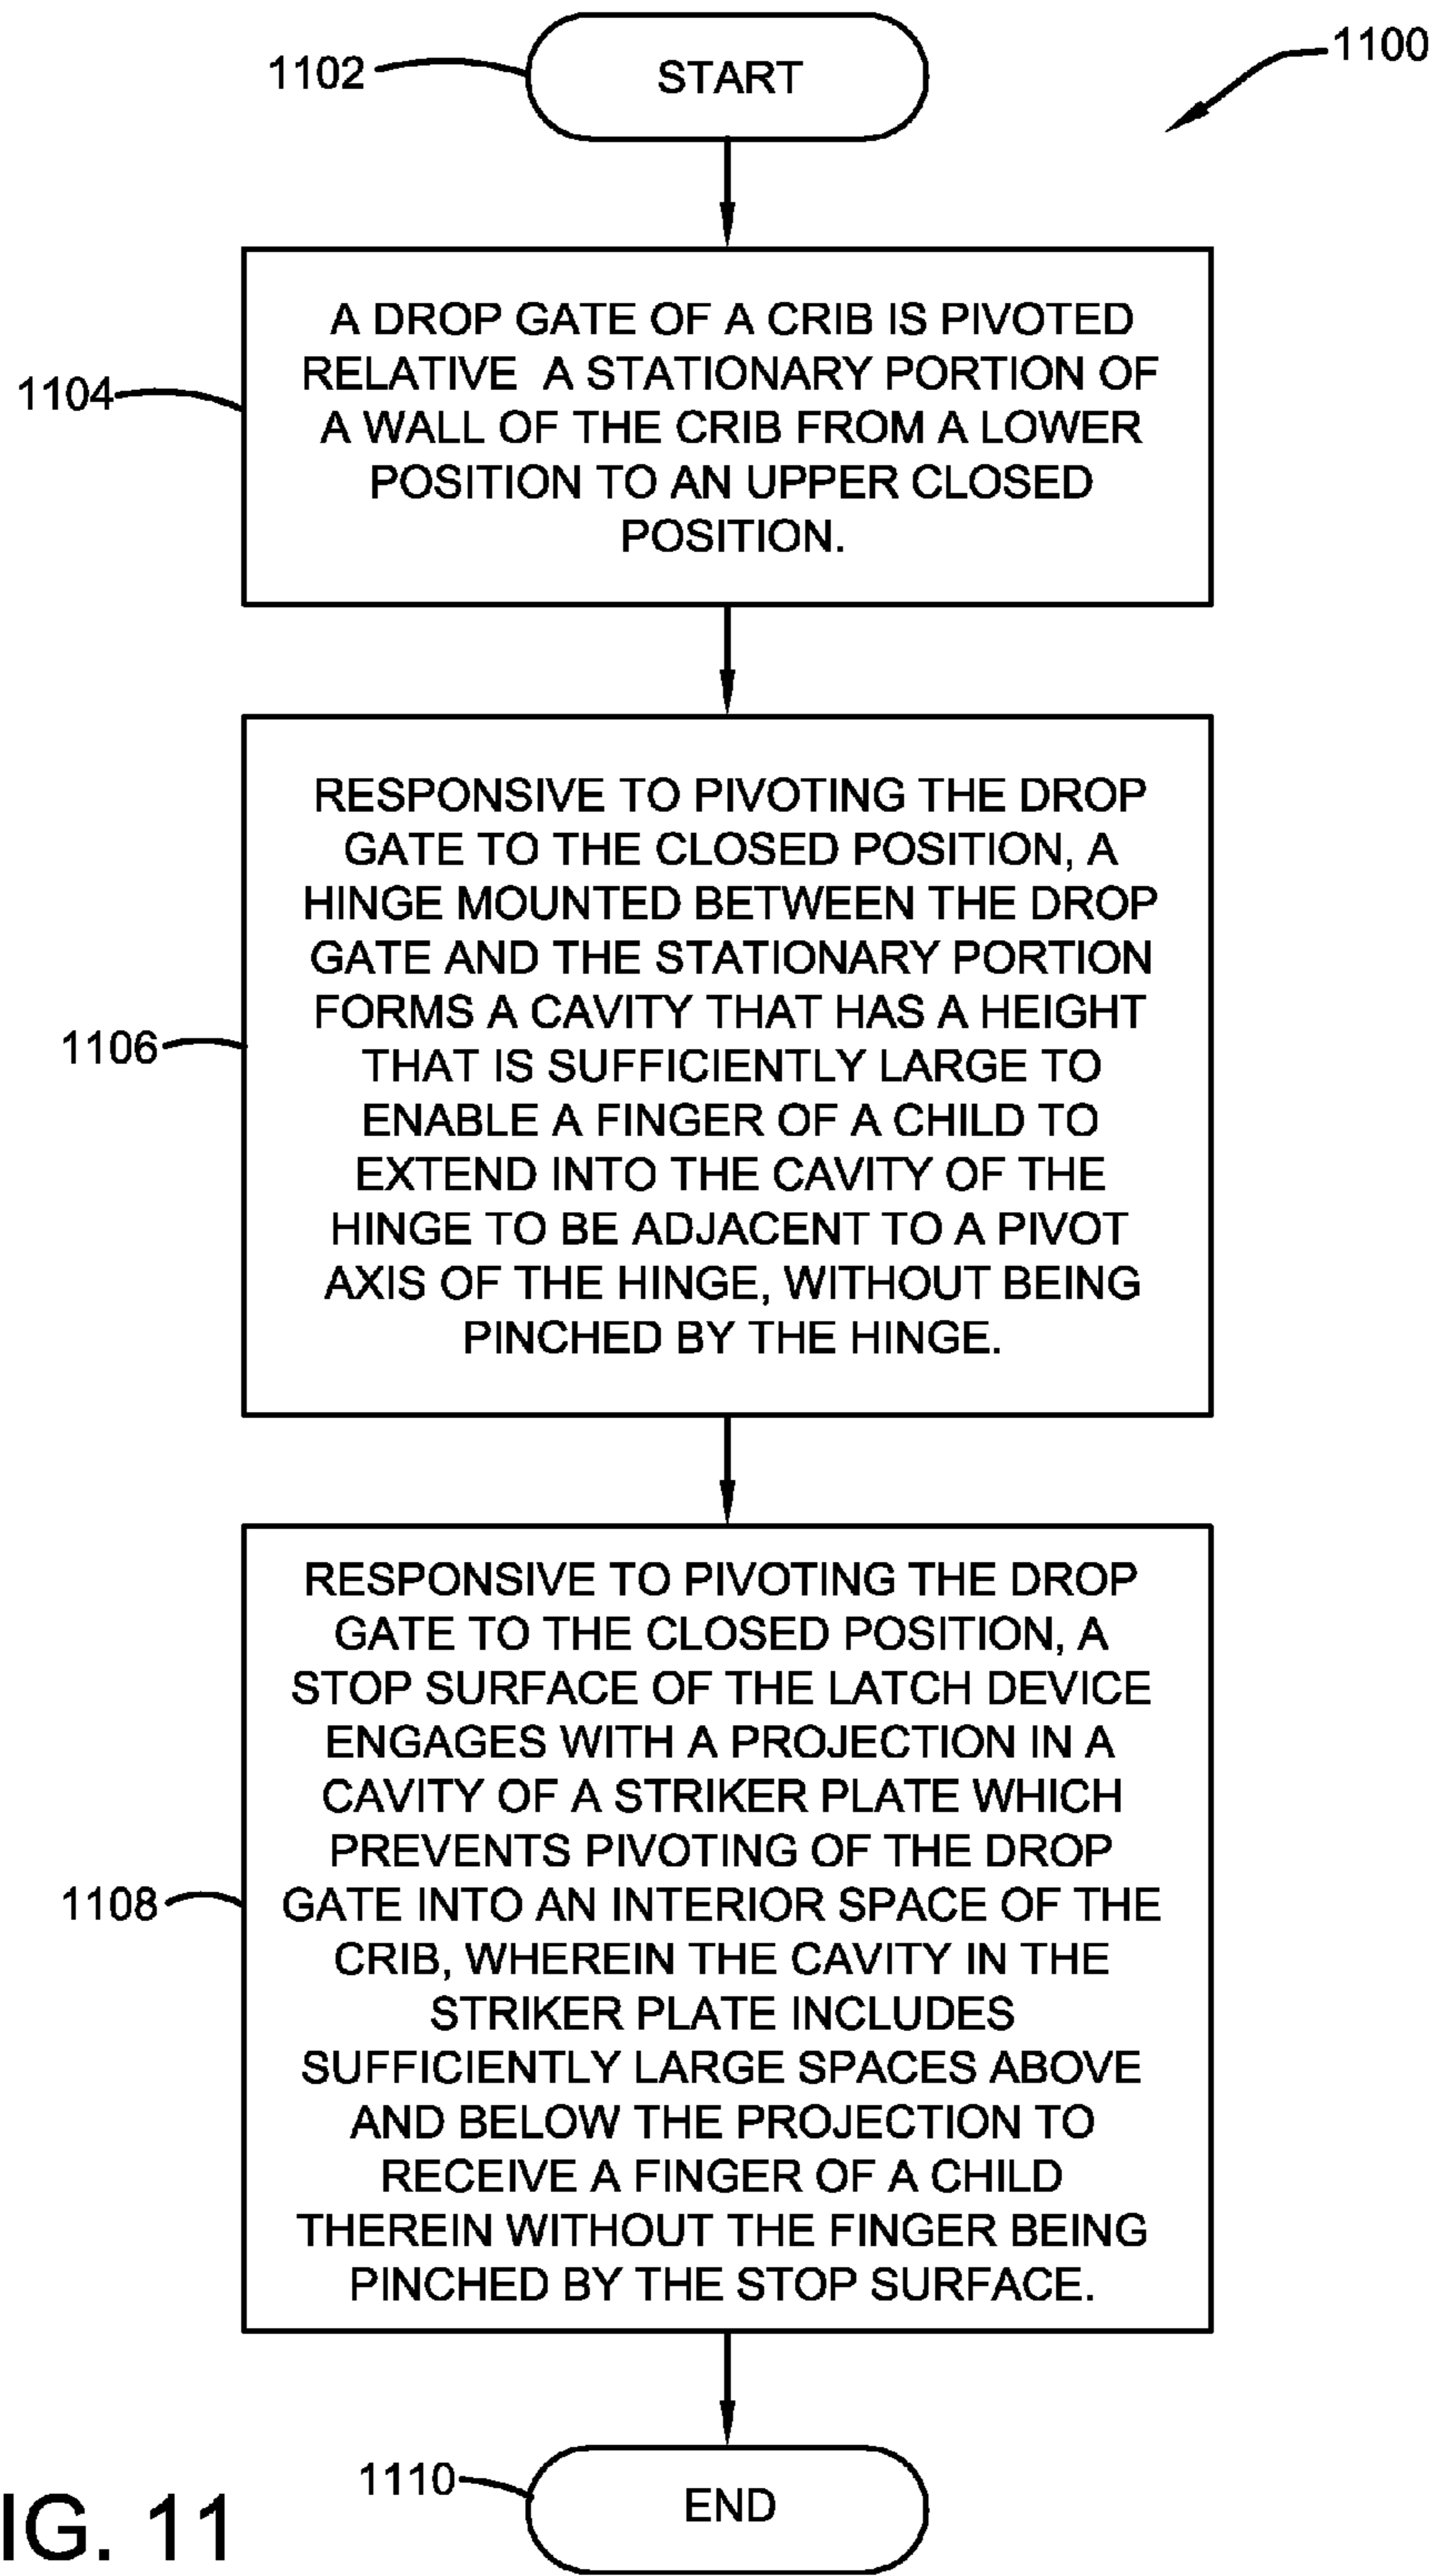 1100
1102
START
1104
A DROP GATE OF A CRIB IS PIVOTED
RELATIVE A STATIONARY PORTION OF
A WALL OF THE CRIB FROM A LOWER
POSITION TO AN UPPER CLOSED
POSITION.
1106
RESPONSIVE TO PIVOTING THE DROP
GATE TO THE CLOSED POSITION, A
HINGE MOUNTED BETWEEN THE DROP
GATE AND THE STATIONARY PORTION
FORMS A CAVITY THAT HAS A HEIGHT
THAT IS SUFFICIENTLY LARGE TO
ENABLE A FINGER OF A CHILD TO
EXTEND INTO THE CAVITY OF THE
HINGE TO BE ADJACENT TO A PIVOT
AXIS OF THE HINGE, WITHOUT BEING
PINCHED BY THE HINGE.
1108
RESPONSIVE TO PIVOTING THE DROP
GATE TO THE CLOSED POSITION, A
STOP SURFACE OF THE LATCH DEVICE
ENGAGES WITH A PROJECTION IN A
CAVITY OF A STRIKER PLATE WHICH
PREVENTS PIVOTING OF THE DROP
GATE INTO AN INTERIOR SPACE OF THE
CRIB, WHEREIN THE CAVITY IN THE
STRIKER PLATE INCLUDES
SUFFICIENTLY LARGE SPACES ABOVE
AND BELOW THE PROJECTION TO
RECEIVE A FINGER OF A CHILD
THEREIN WITHOUT THE FINGER BEING
PINCHED BY THE STOP SURFACE.
1110
END
IG. 11